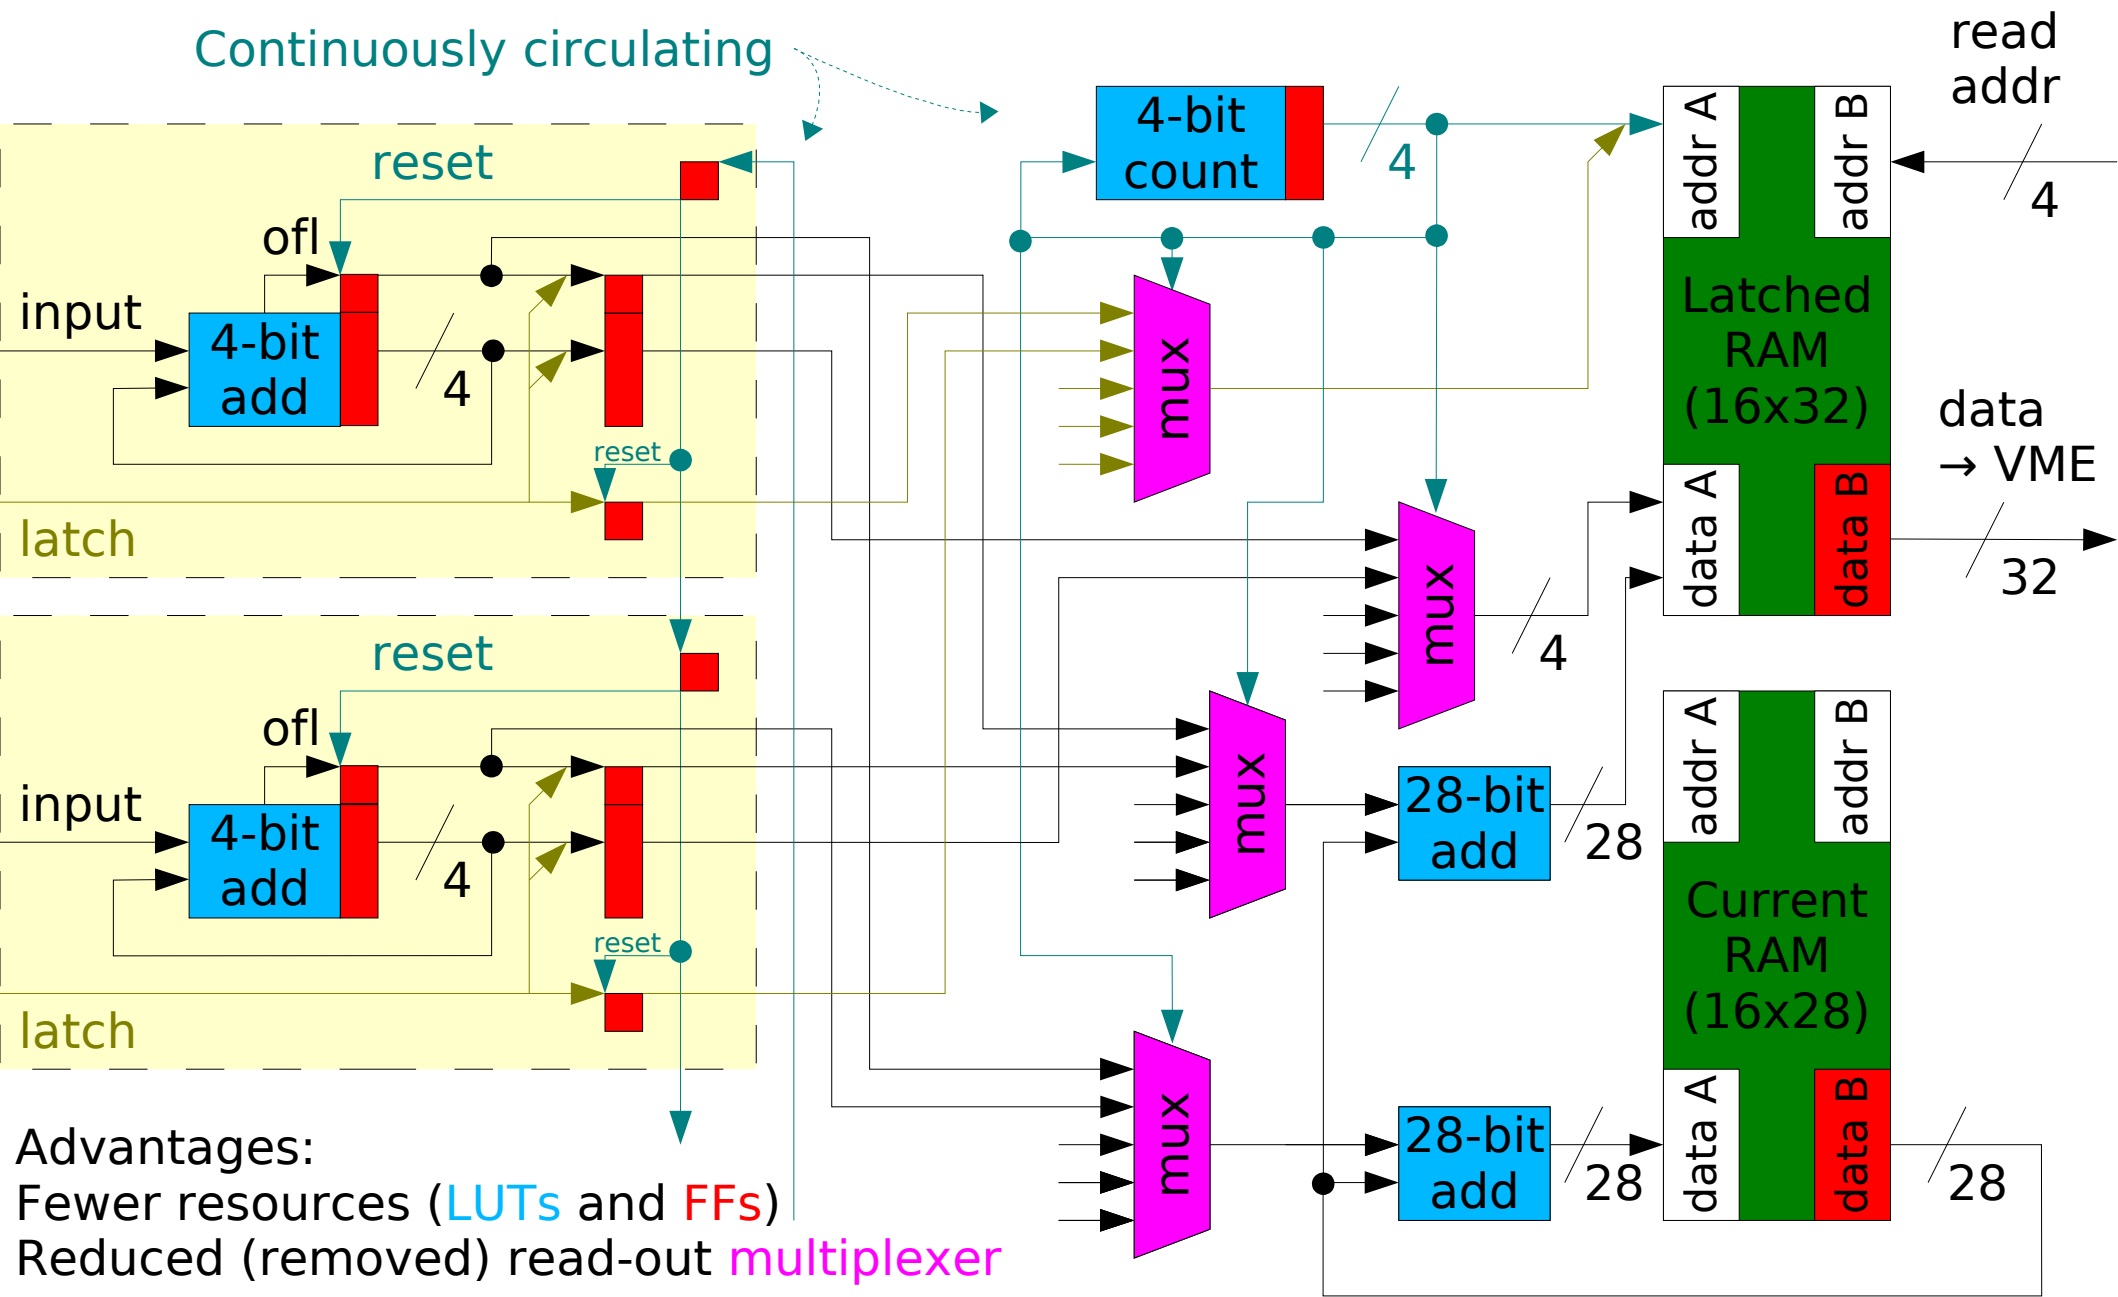 Continuously circulating
read
addr
4-bit
count
4
addr A
addr B
4
reset
ofl
input
4-bit
add
4
reset
latch
mux
Latched
RAM
(16x32)
data
→ VME
data A
data B
32
mux
4
reset
ofl
input
4-bit
add
4
reset
latch
mux
28-bit
add
28
addr A
addr B
Current
RAM
(16x28)
mux
28-bit
add
28
data A
data B
28
Advantages:
Fewer resources (LUTs and FFs)
Reduced (removed) read-out multiplexer